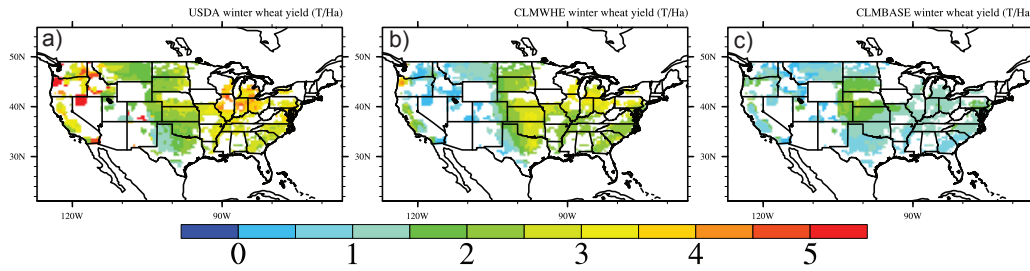 USDA winter wheat yield (T/Ha)
CLMWHE winter wheat yield (T/Ha)
CLMBASE winter wheat yield (T/Ha)
a)
b)
c)
50N
50N
50N
40N
40N
40N
30N
30N
30N
120W 90W
120W 90W
120W 90W
0 1 2 3 4 5